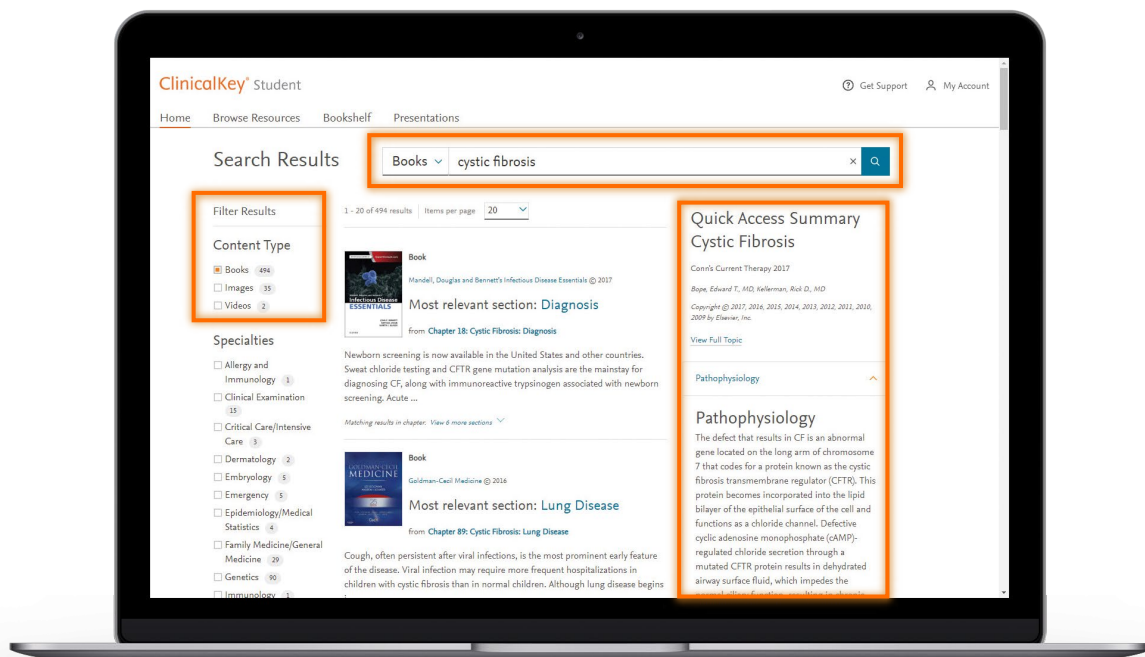 ClinicalKey® Student
Get Support
My Account
Home
Browse Resources
Bookshelf
Presentations
Search Results
Books
cystic fibrosis
Filter Results
Content Type
Books 494
Images 35
Videos 2
Specialties
Allergy and
Immunology 1
Clinical Examination
15
Critical Care/Intensive
Care 3
Dermatology 2
Embryology 5
Emergency 5
Epidemiology/Medical
Statistics 4
Family Medicine/General
Medicine 29
Genetics 90
Immunology 1
1 - 20 of 494 results
Items per page 20
Infectious Disease
ESSENTIALS
Book
Mandell, Douglas and Bennett's Infectious Disease Essentials © 2017
Most relevant section: Diagnosis
from Chapter 18: Cystic Fibrosis: Diagnosis
Newborn screening is now available in the United States and other countries.
Sweat chloride testing and CFTR gene mutation analysis are the mainstay for
diagnosing CF, along with immunoreactive trypsinogen associated with newborn
screening. Acute ...
Matching results in chapter. View 6 more sections
GOLDMAN-CECIL
MEDICINE
Book
Goldman-Cecil Medicine © 2016
Most relevant section: Lung Disease
from Chapter 89: Cystic Fibrosis: Lung Disease
Cough, often persistent after viral infections, is the most prominent early feature
of the disease. Viral infection may require more frequent hospitalizations in
children with cystic fibrosis than in normal children. Although lung disease begins
Quick Access Summary
Cystic Fibrosis
Conn's Current Therapy 2017
Bope, Edward T., MD, Kellerman, Rick D., MD
Copyright © 2017, 2016, 2015, 2014, 2013, 2012, 2011, 2010,
2009 by Elsevier, Inc.
View Full Topic
Pathophysiology
Pathophysiology
The defect that results in CF is an abnormal
gene located on the long arm of chromosome
7 that codes for a protein known as the cystic
fibrosis transmembrane regulator (CFTR). This
protein becomes incorporated into the lipid
bilayer of the epithelial surface of the cell and
functions as a chloride channel. Defective
cyclic adenosine monophosphate (cAMP)-
regulated chloride secretion through a
mutated CFTR protein results in dehydrated
airway surface fluid, which impedes the